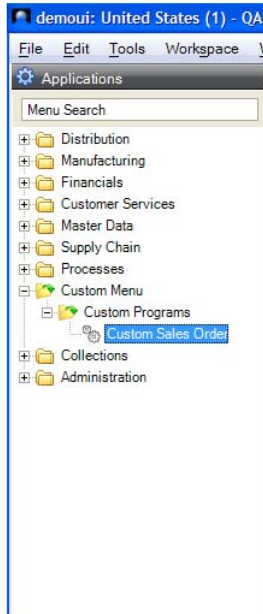 demoui: United States (1) - QA
File Edit Tools Workspace
Applications
Menu Search
Distribution
Manufacturing
Financials
Customer Services
Master Data
Supply Chain
Processes
Custom Menu
Custom Programs
Custom Sales Order
Collections
Administration